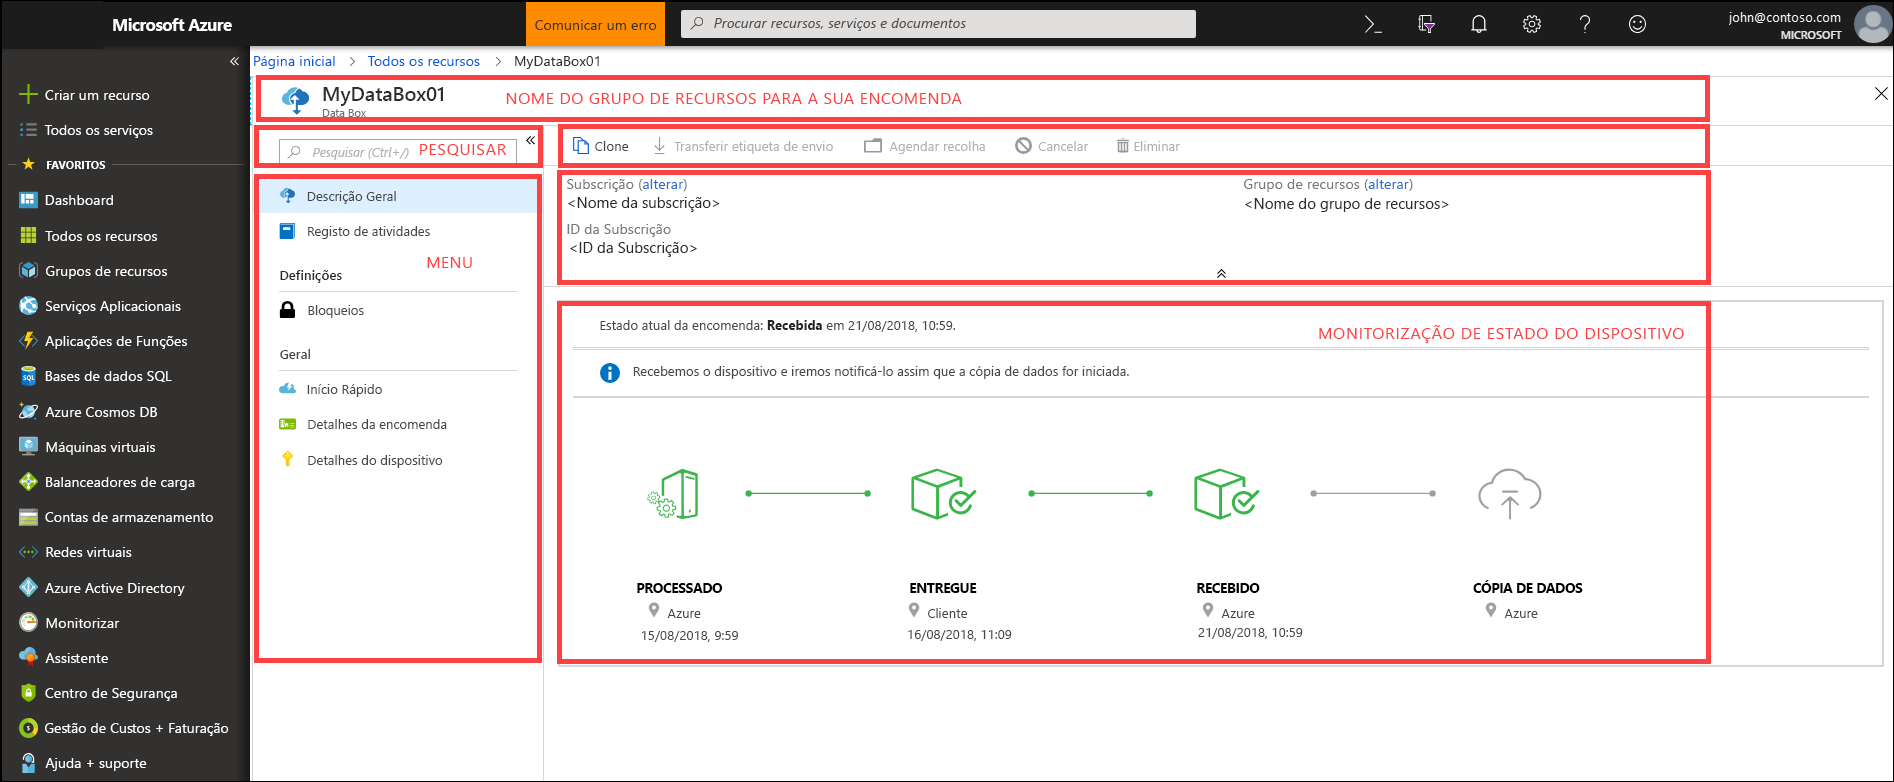 Microsoft Azure
Comunicar um erro
Procurar recursos, serviços e documentos
john@contoso.com
MICROSOFT
Criar um recurso
Todos os serviços
FAVORITOS
Dashboard
Todos os recursos
Grupos de recursos
Serviços Aplicacionais
Aplicações de Funções
Bases de dados SQL
Azure Cosmos DB
Máquinas virtuais
Balanceadores de carga
Contas de armazenamento
Redes virtuais
Azure Active Directory
Monitorizar
Assistente
Centro de Segurança
Gestão de Custos + Faturação
Ajuda + suporte
Página inicial > Todos os recursos > MyDataBox01
MyDataBox01
Data Box
NOME DO GRUPO DE RECURSOS PARA A SUA ENCOMENDA
Pesquisar (Ctrl+/)
PESQUISAR
Descrição Geral
Registo de atividades
MENU
Definições
Bloqueios
Geral
Início Rápido
Detalhes da encomenda
Detalhes do dispositivo
Clone
Transferir etiqueta de envio
Agendar recolha
Cancelar
Eliminar
Subscrição (alterar)
<Nome da subscrição>
ID da Subscrição
<ID da Subscrição>
Grupo de recursos (alterar)
<Nome do grupo de recursos>
Estado atual da encomenda: Recebida em 21/08/2018, 10:59.
MONITORIZAÇÃO DE ESTADO DO DISPOSITIVO
Recebemos o dispositivo e iremos notificá-lo assim que a cópia de dados for iniciada.
PROCESSADO
Azure
15/08/2018, 9:59
ENTREGUE
Cliente
16/08/2018, 11:09
RECEBIDO
Azure
21/08/2018, 10:59
CÓPIA DE DADOS
Azure